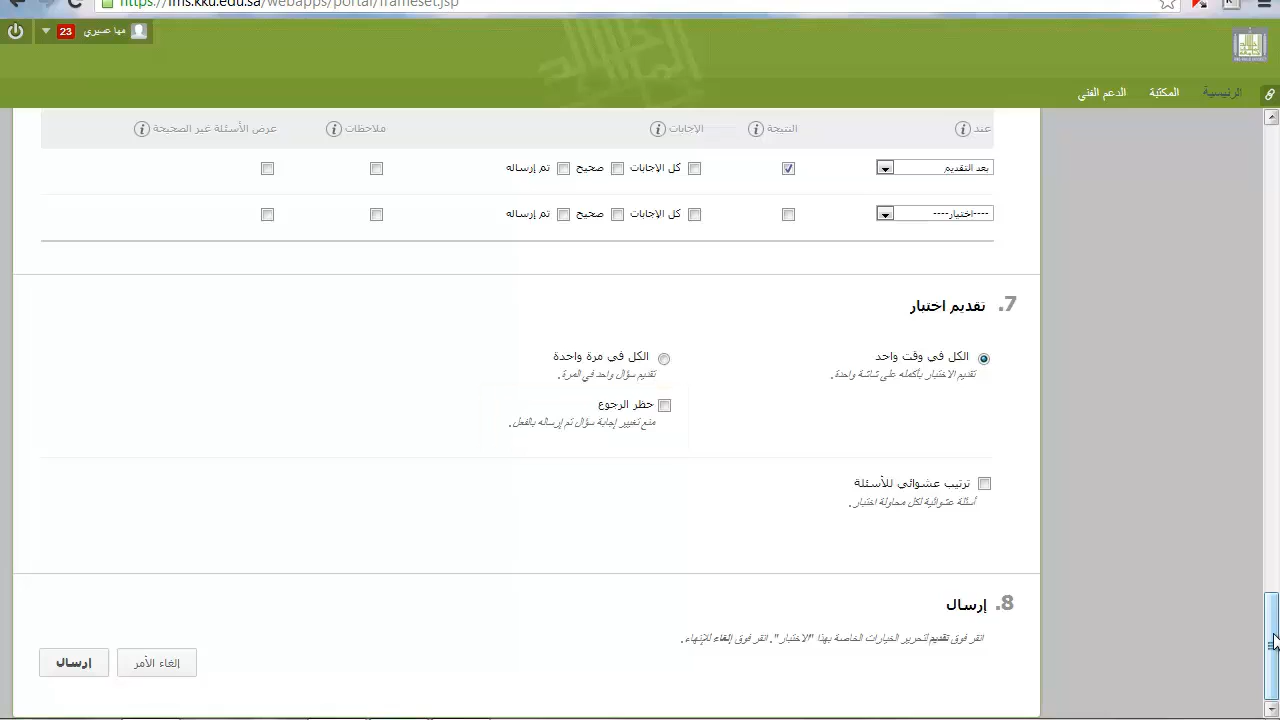 https://lms.kku.edu.sa/webapps/portal/frameset.jsp
مها عسيري 23
الرئيسية المكتبة الدعم الفني
عند النتيجة الإجابات ملاحظات عرض الأسئلة غير الصحيحة
بعد التقديم كل الإجابات صحيح تم إرساله
----اختيار---- كل الإجابات صحيح تم إرساله
7. تقديم اختبار
الكل في وقت واحد الكل في مرة واحدة
تقديم الاختبار بأكمله على شاشة واحدة. تقديم سؤال واحد في المرة.
حظر الرجوع
منع تغيير إجابة سؤال تم إرساله بالفعل.
ترتيب عشوائي للأسئلة
أسئلة عشوائية لكل محاولة اختبار.
8. إرسال
انقر فوق تقديم لتحرير الخيارات الخاصة بهذا "الاختبار". انقر فوق إلغاء للإنهاء.
إلغاء الأمر إرسال